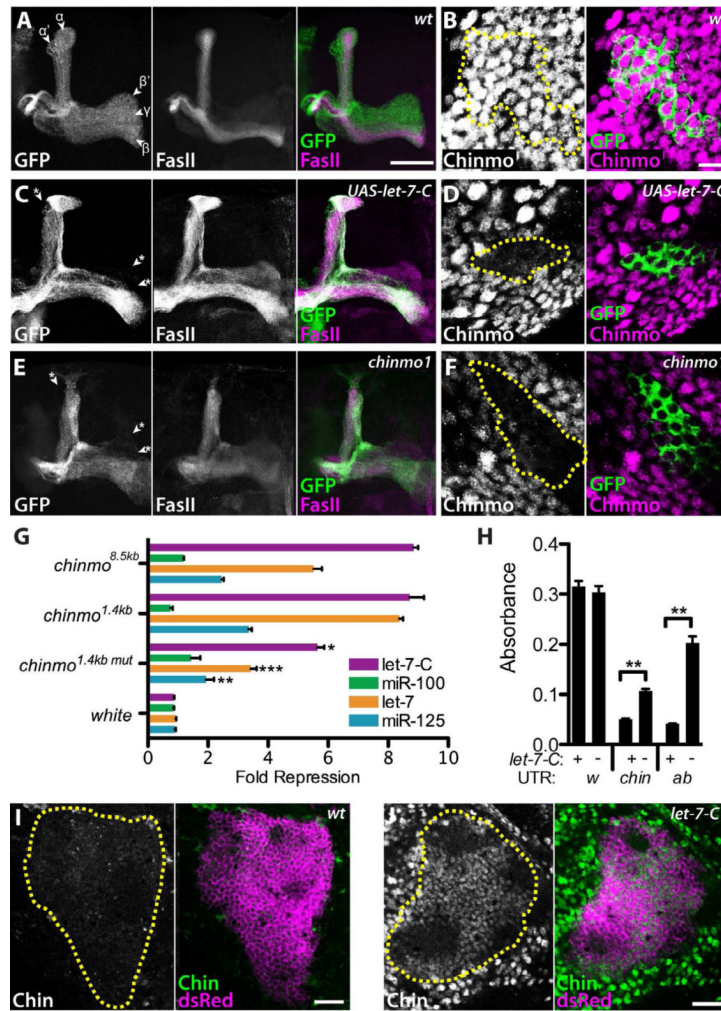 A
wt
α
α'
β'
γ
β
GFP
FasII
GFP
FasII
B
Chinmo
GFP
Chinmo
C
UAS-let-7-C
GFP
FasII
GFP
FasII
D
UAS-let-7-C
Chinmo
GFP
Chinmo
E
chinmo1
GFP
FasII
GFP
FasII
F
Chinmo
GFP
Chinmo
G
chinmo8.5kb
chinmo1.4kb
chinmo1.4kb mut
white
*
***
**
let-7-C
miR-100
let-7
miR-125
0 2 4 6 8 10
Fold Repression
H
Absorbance
0.4
0.3
0.2
0.1
0.0
** **
let-7-C: + - + - + -
UTR: w chin ab
I
wt
Chin
Chin
dsRed
J
Chin
Chin
dsRed